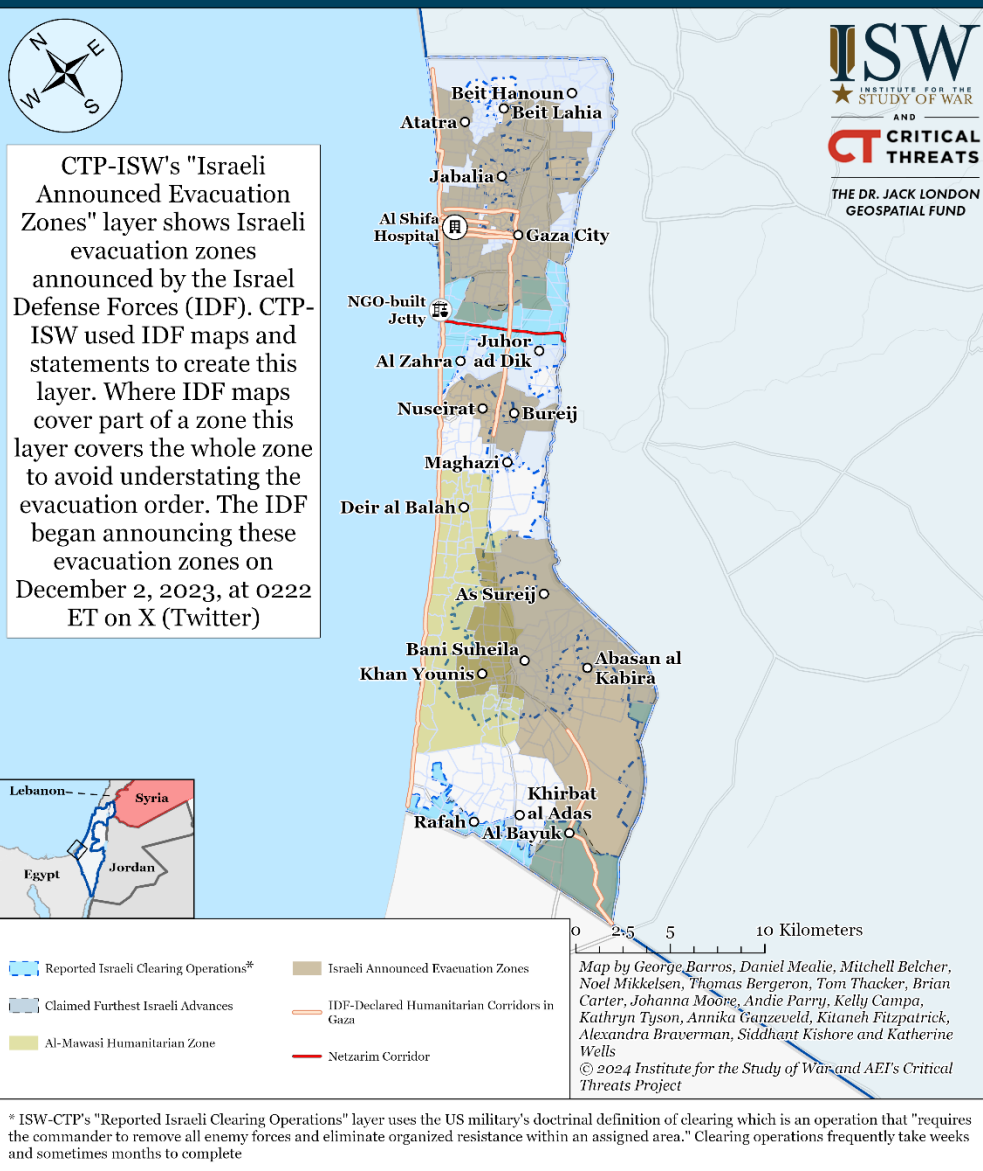 N
E
W
S
ISW
INSTITUTE FOR THE
STUDY OF WAR
AND
CT CRITICAL
THREATS
THE DR. JACK LONDON
GEOSPATIAL FUND
CTP-ISW's "Israeli
Announced Evacuation
Zones" layer shows Israeli
evacuation zones
announced by the Israel
Defense Forces (IDF). CTP-
ISW used IDF maps and
statements to create this
layer. Where IDF maps
cover part of a zone this
layer covers the whole zone
to avoid understating the
evacuation order. The IDF
began announcing these
evacuation zones on
December 2, 2023, at 0222
ET on X (Twitter)
Beit Hanoun
Beit Lahia
Atatra
Jabalia
Al Shifa
Hospital
Gaza City
NGO-built
Jetty
Juhor
ad Dik
Al Zahra
Nuseirat
Bureij
Maghazi
Deir al Balah
As Sureij
Bani Suheila
Abasan al
Kabira
Khan Younis
Khirbat
al Adas
Rafah
Al Bayuk
Lebanon
Syria
Egypt
Jordan
0 2.5 5 10 Kilometers
Reported Israeli Clearing Operations*
Claimed Furthest Israeli Advances
Al-Mawasi Humanitarian Zone
Israeli Announced Evacuation Zones
IDF-Declared Humanitarian Corridors in
Gaza
Netzarim Corridor
Map by George Barros, Daniel Mealie, Mitchell Belcher,
Noel Mikkelsen, Thomas Bergeron, Tom Thacker, Brian
Carter, Johanna Moore, Andie Parry, Kelly Campa,
Kathryn Tyson, Annika Ganzeveld, Kitaneh Fitzpatrick,
Alexandra Braverman, Siddhant Kishore and Katherine
Wells
© 2024 Institute for the Study of War and AEI's Critical
Threats Project
* ISW-CTP's "Reported Israeli Clearing Operations" layer uses the US military's doctrinal definition of clearing which is an operation that "requires
the commander to remove all enemy forces and eliminate organized resistance within an assigned area." Clearing operations frequently take weeks
and sometimes months to complete